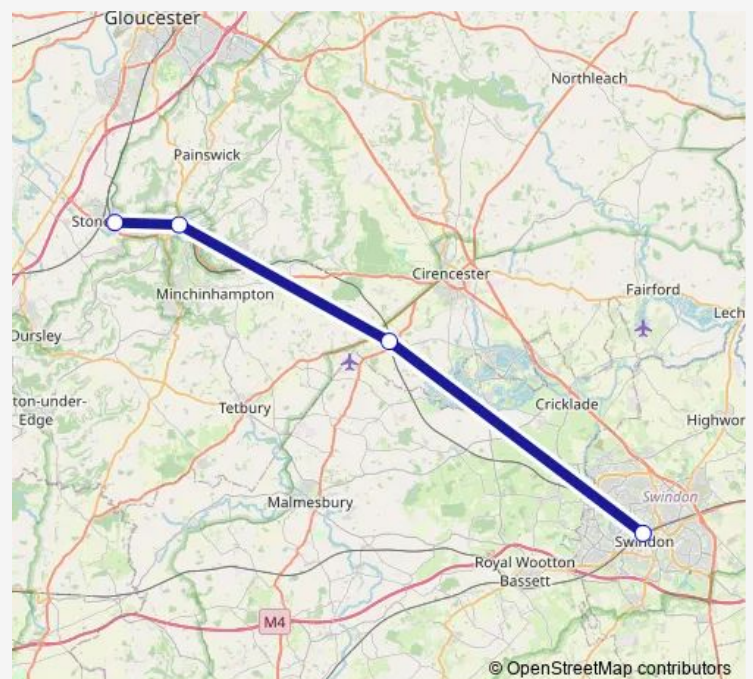 Gloucester
Northleach
Painswick
Ston
Cirencester
Minchinhampton
Fairford
Lech
Dursley
ton-under-
Edge
Tetbury
Cricklade
Highwor
Malmesbury
Swindon
Swindon
Royal Wootton
Bassett
M4
© OpenStreetMap contributors